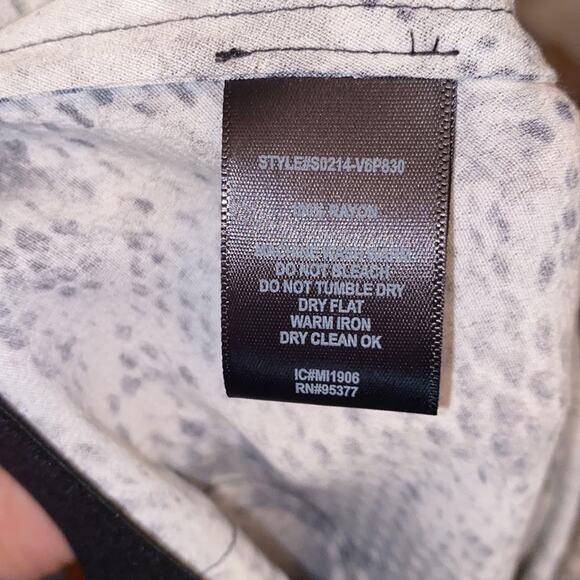 STYLE#S0214-V6P830
RAYON
DO NOT BLEACH
DO NOT TUMBLE DRY
DRY FLAT
WARM IRON
DRY CLEAN OK
IC#MI1906
RN#95377